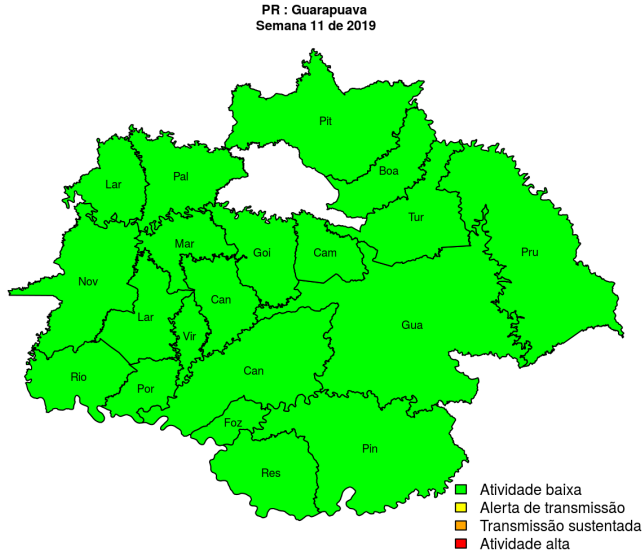 PR : Guarapuava
Semana 11 de 2019
Pit
Boa
Lar
Pal
Tur
Mar
Goi
Cam
Pru
Nov
Can
Lar
Vir
Gua
Rio
Por
Can
Foz
Pin
Res
Atividade baixa
Alerta de transmissão
Transmissão sustentada
Atividade alta